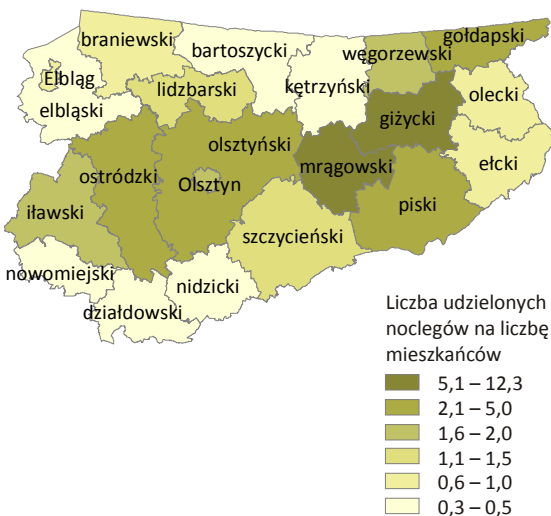 gołdapski
braniewski
bartoszycki
węgorzewski
Elbląg
kętrzyński
olecki
lidzbarski
elbląski
giżycki
olsztyński
ełcki
mrągowski
ostródzki
Olsztyn
piski
iławski
szczycieński
nowomiejski
nidzicki
działdowski
Liczba udzielonych
noclegów na liczbę
mieszkańców
5,1 – 12,3
2,1 – 5,0
1,6 – 2,0
1,1 – 1,5
0,6 – 1,0
0,3 – 0,5